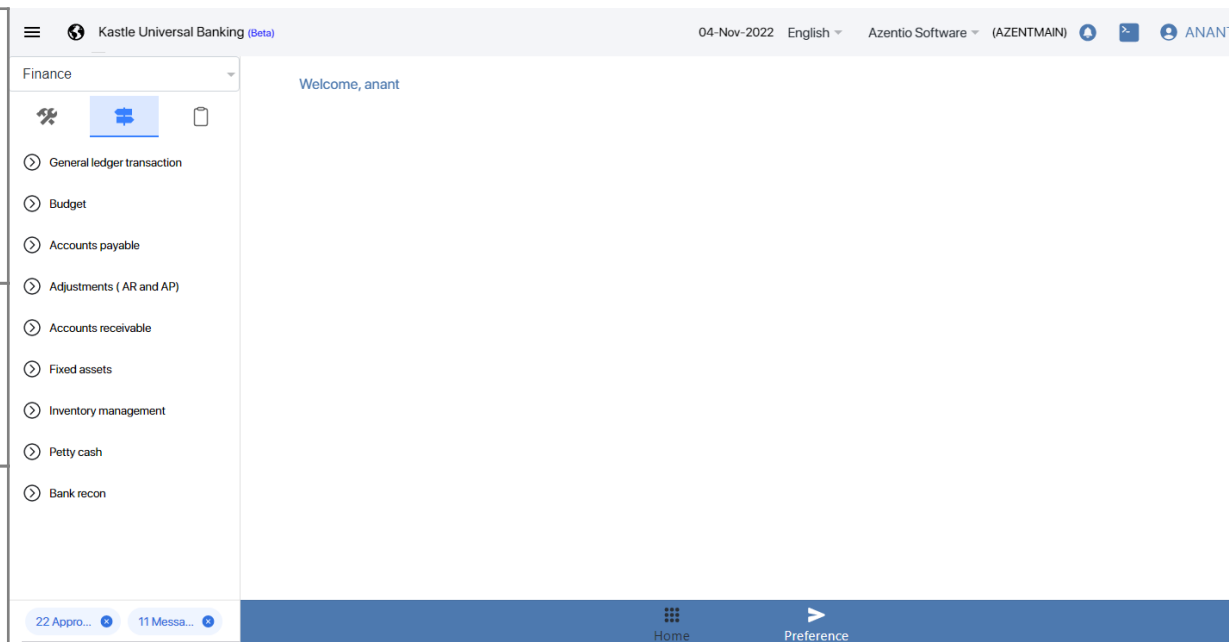 Kastle Universal Banking (Beta)
04-Nov-2022 English Azentio Software (AZENTMAIN) ANANT
Finance
Welcome, anant
General ledger transaction
Budget
Accounts payable
Adjustments ( AR and AP)
Accounts receivable
Fixed assets
Inventory management
Petty cash
Bank recon
22 Appro... 11 Messa...
Home Preference